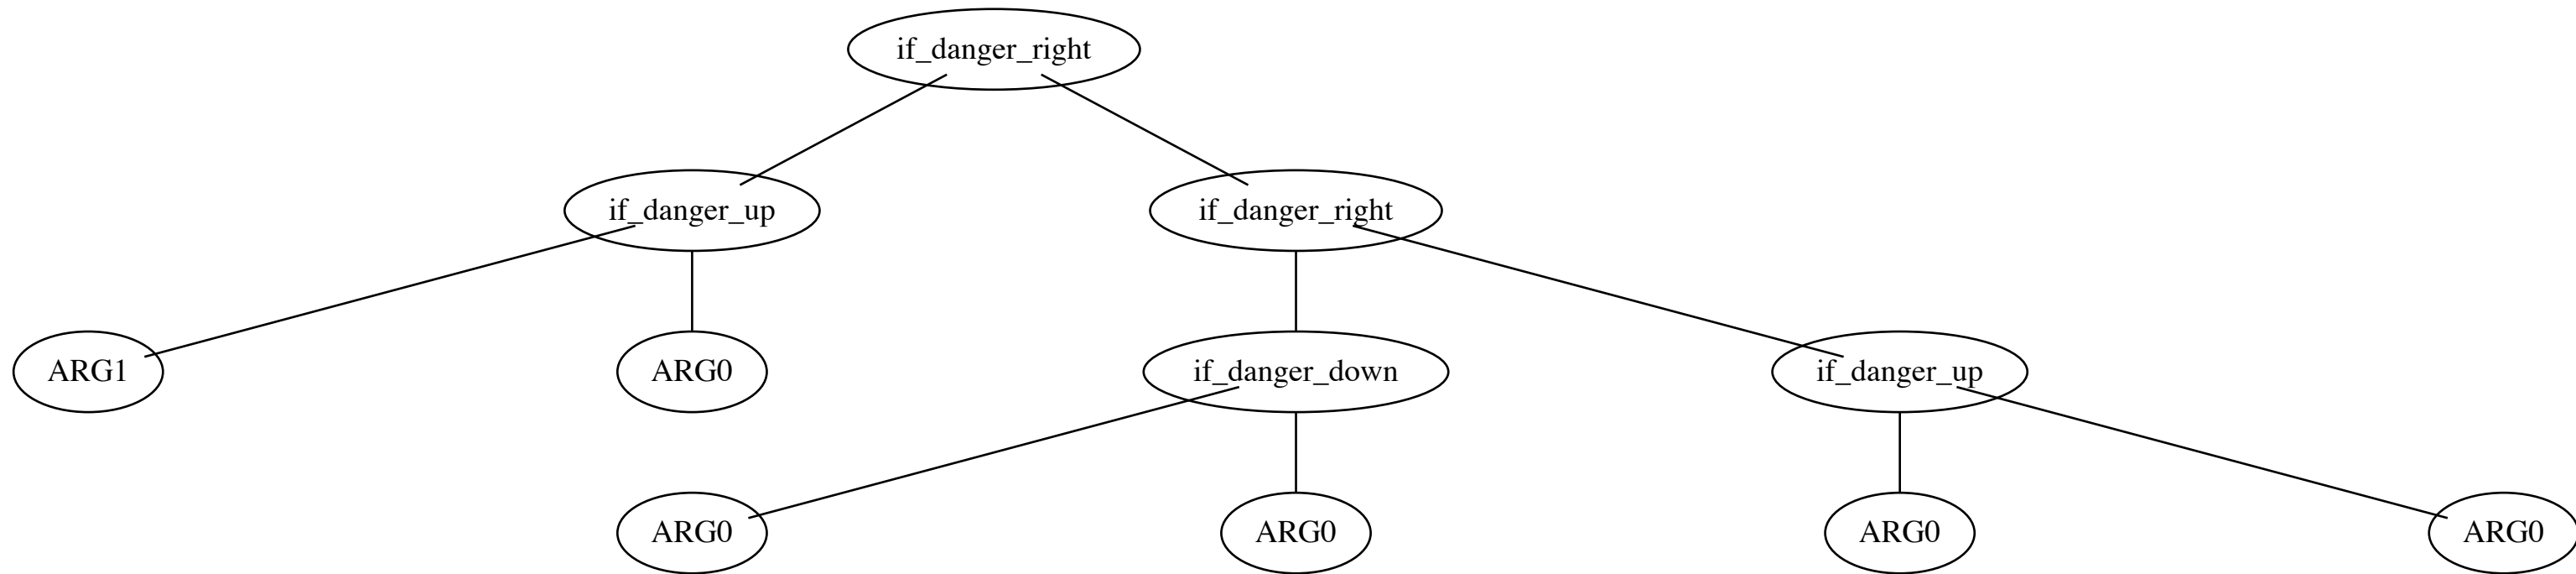 if_danger_right
if_danger_up
if_danger_right
ARG1
ARG0
if_danger_down
if_danger_up
ARG0
ARG0
ARG0
ARG0